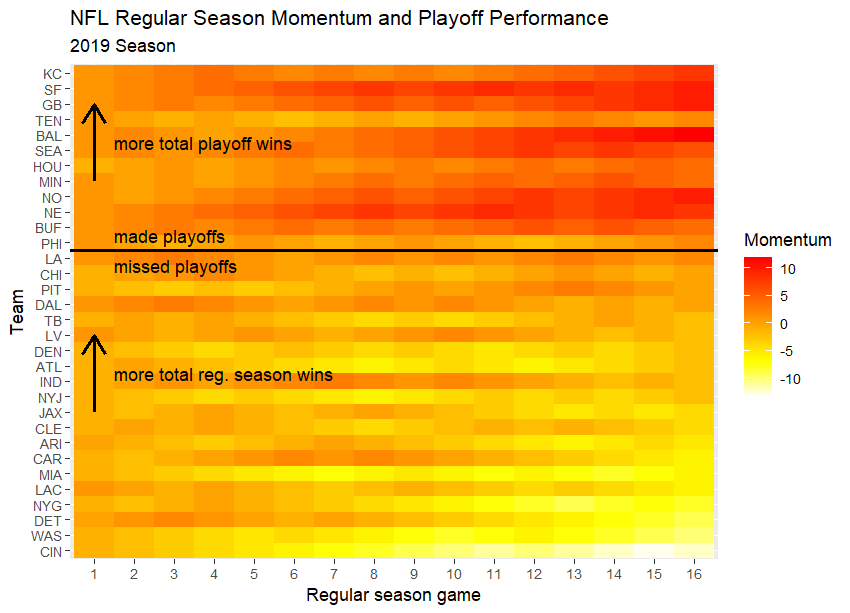 NFL Regular Season Momentum and Playoff Performance
2019 Season
Team
KC
SF
GB
TEN
BAL
SEA
HOU
MIN
NO
NE
BUF
PHI
LA
CHI
PIT
DAL
TB
LV
DEN
ATL
IND
NYJ
JAX
CLE
ARI
CAR
MIA
LAC
NYG
DET
WAS
CIN
more total playoff wins
made playoffs
missed playoffs
more total reg. season wins
1 2 3 4 5 6 7 8 9 10 11 12 13 14 15 16
Regular season game
Momentum
10
5
0
-5
-10